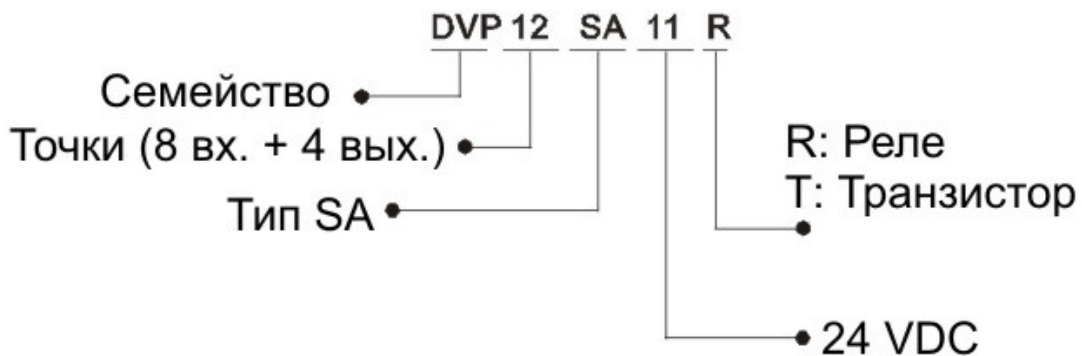 DVP 12 SA 11 R
Семейство
Точки (8 вх. + 4 вых.)
Тип SA
R: Реле
T: Транзистор
24 VDC